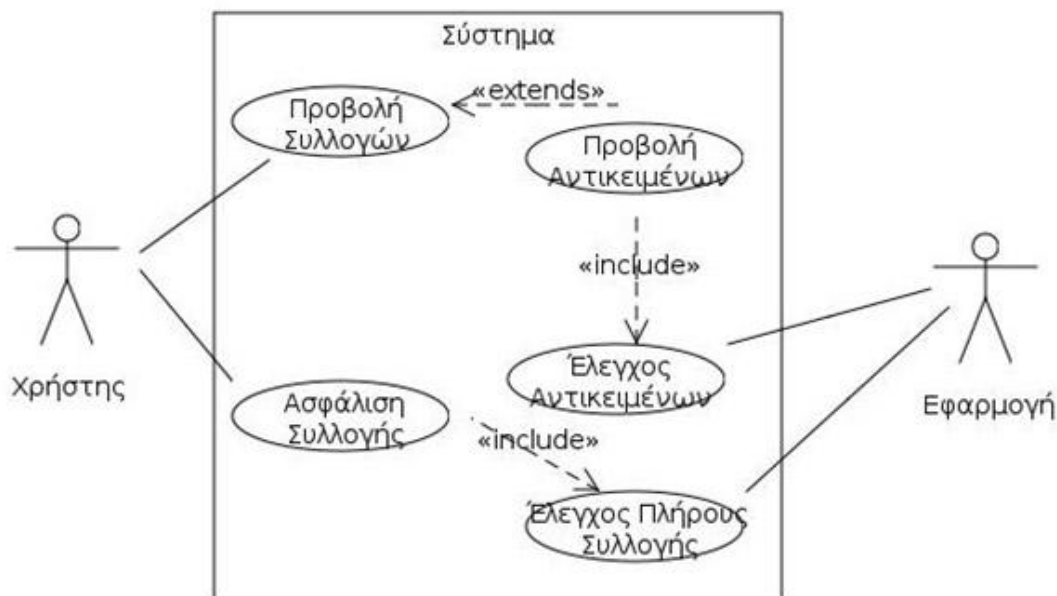 Σύστημα
«extends»
Προβολή
Συλλογών
Προβολή
Αντικειμένων
«include»
Χρήστης
Έλεγχος
Αντικειμένων
Εφαρμογή
Ασφάλιση
Συλλογής
«include»
Έλεγχος Πλήρους
Συλλογής